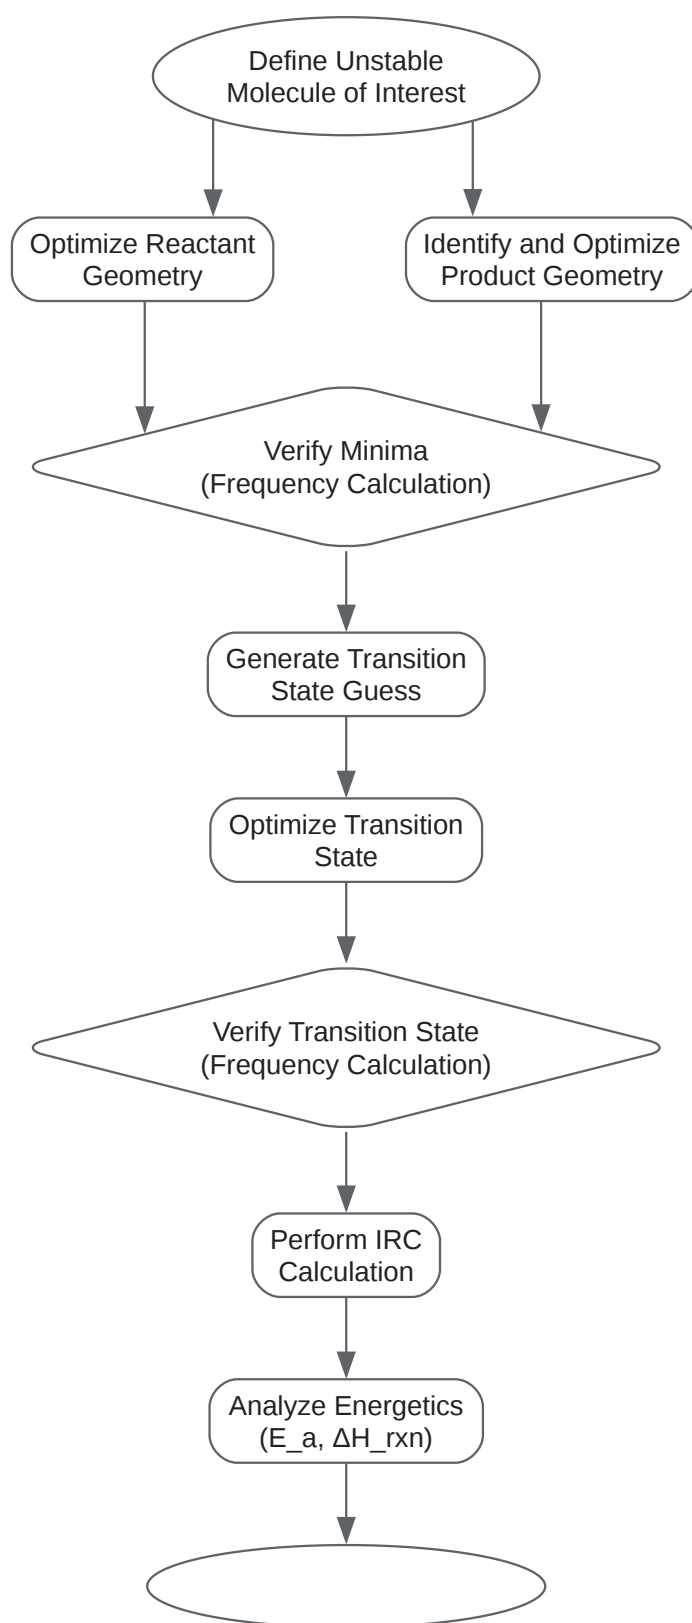 Define Unstable
Molecule of Interest
Optimize Reactant
Geometry
Identify and Optimize
Product Geometry
Verify Minima
(Frequency Calculation)
Generate Transition
State Guess
Optimize Transition
State
Verify Transition State
(Frequency Calculation)
Perform IRC
Calculation
Analyze Energetics
(E_a, ΔH_rxn)